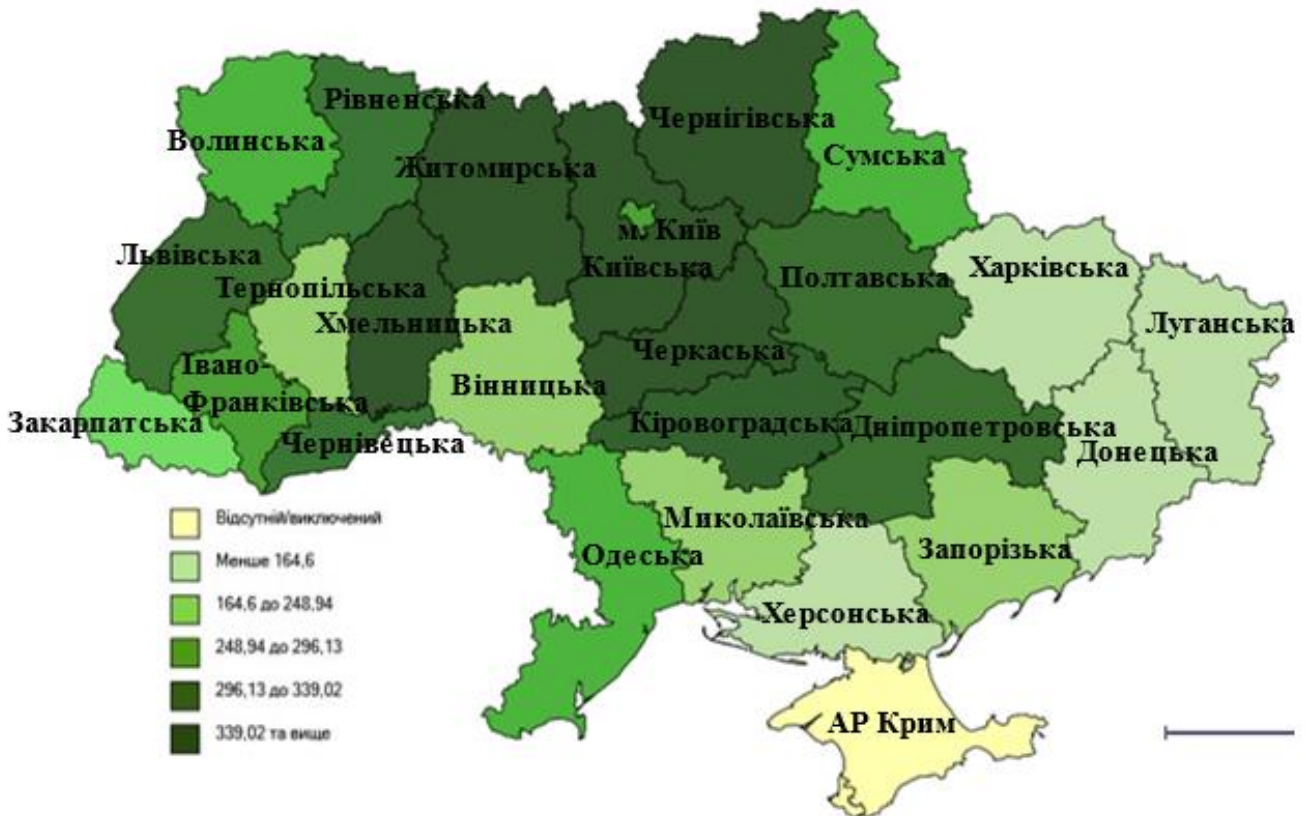 Чернігівська
Рівненська
Волинська
Житомирська
Сумська
м. Київ
Львівська
Київська
Полтавська
Харківська
Тернопільська
Хмельницька
Луганська
Черкаська
Івано-
Франківська
Вінницька
Закарпатська
Чернівецька
Кіровоградська
Дніпропетровська
Донецька
Миколаївська
Одеська
Запорізька
Херсонська
АР Крим
Відсутній/виключений
Менше 164,6
164,6 до 248,94
248,94 до 296,13
296,13 до 339,02
339,02 та вище